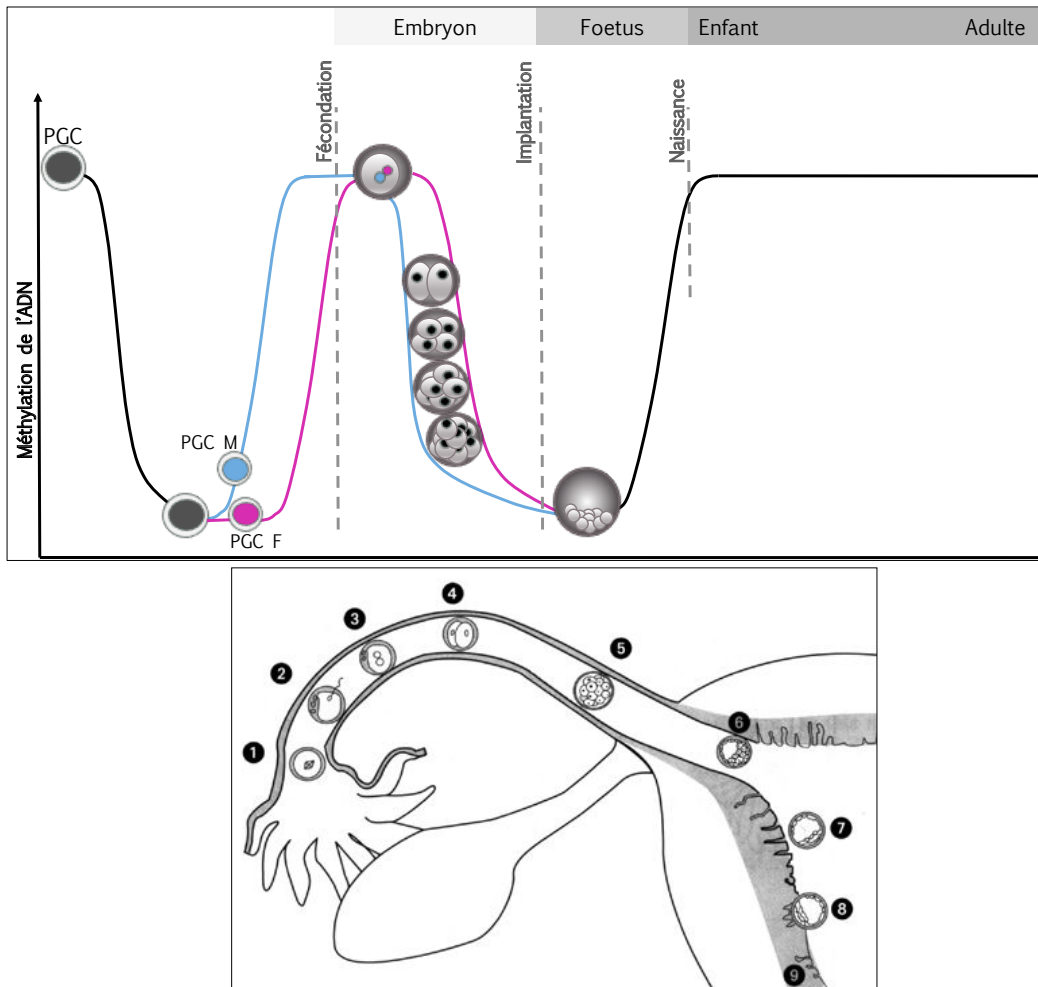 Embryon
Foetus
Enfant
Adulte
Fécondation
Implantation
Naissance
PGC
Méthylation de l'ADN
PGC M
PGC F
4
3
5
2
6
1
7
8
9